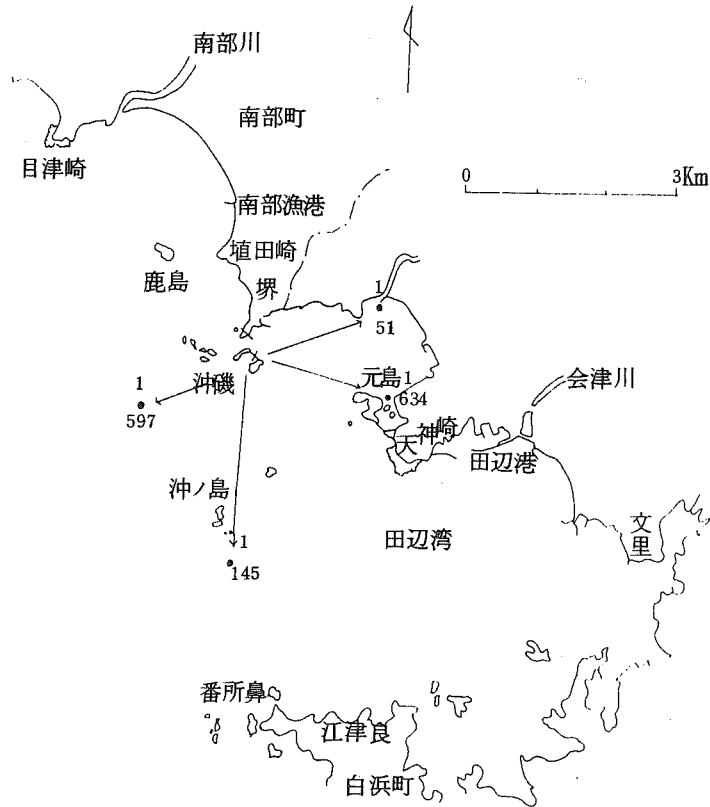 南部川
南部町
目津崎
0 3Km
南部漁港
埴田崎
鹿島
堺
1
51
元島 1
634
会津川
沖磯
1
597
天神崎
田辺港
沖ノ島
1
145
田辺湾
文里
番所鼻
江津良
白浜町